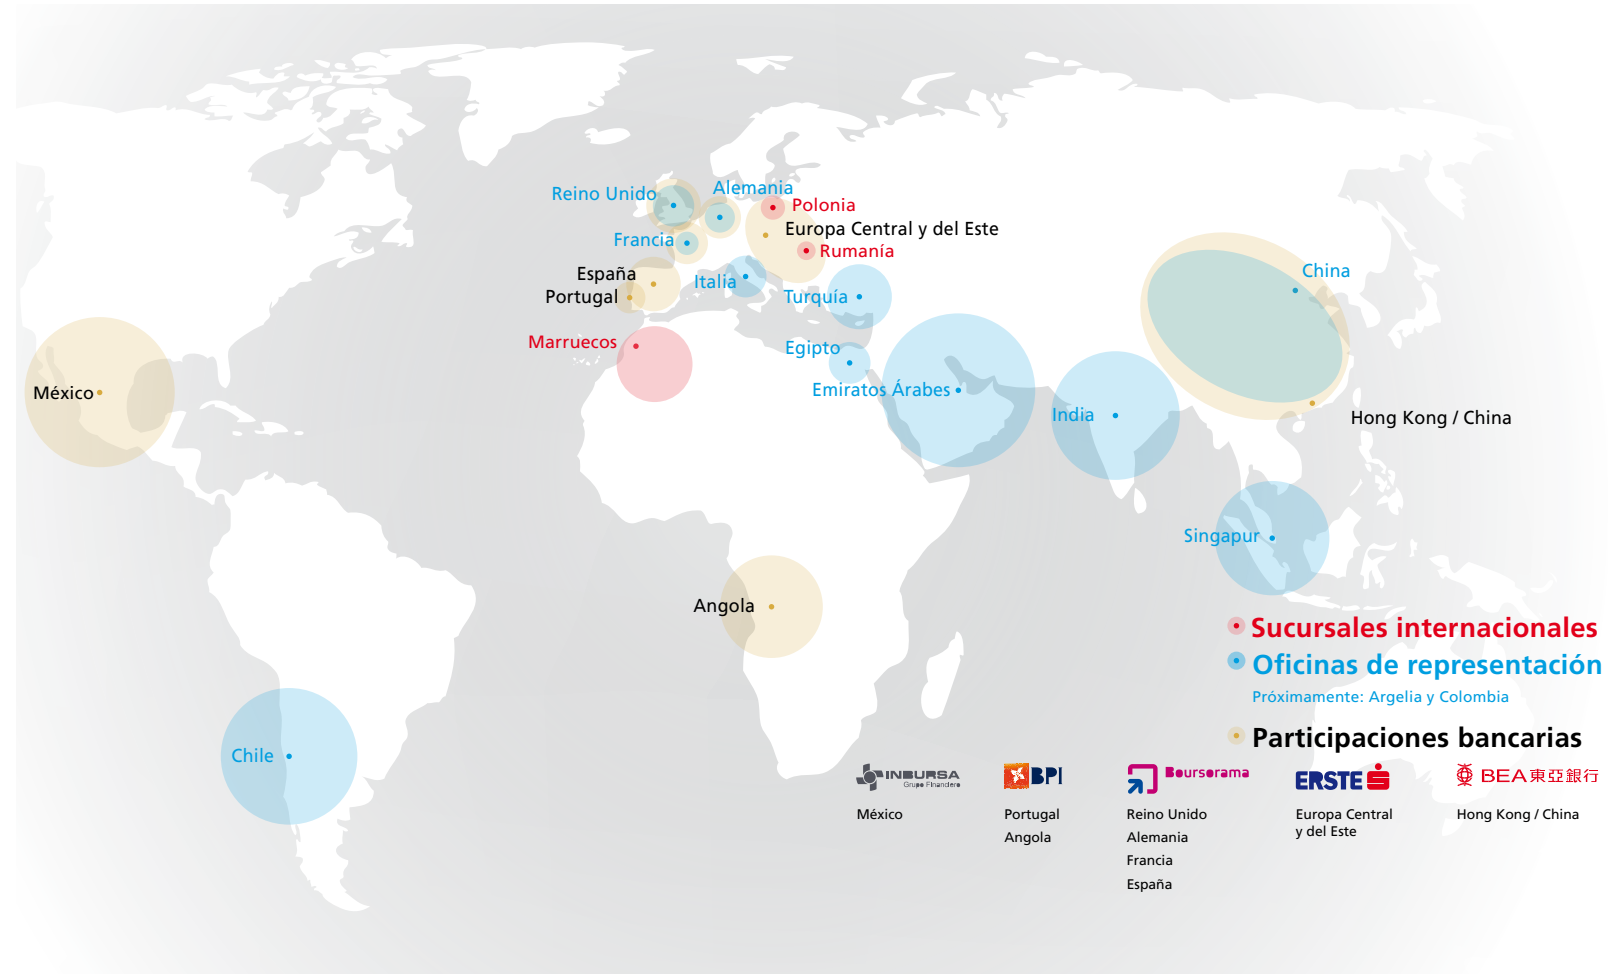 Reino Unido
Alemania
Polonia
Europa Central y del Este
Francia
Rumanía
España
Italia
China
Portugal
Turquía
Marruecos
Egipto
México
Emiratos Árabes
India
Hong Kong / China
Singapur
Angola
Chile
Sucursales internacionales
Oficinas de representación
Próximamente: Argelia y Colombia
Participaciones bancarias
INBURSA
Grupo Financiero
México
BPI
Portugal
Angola
Boursorama
Reino Unido
Alemania
Francia
España
ERSTE
Europa Central
y del Este
BEA東亞銀行
Hong Kong / China